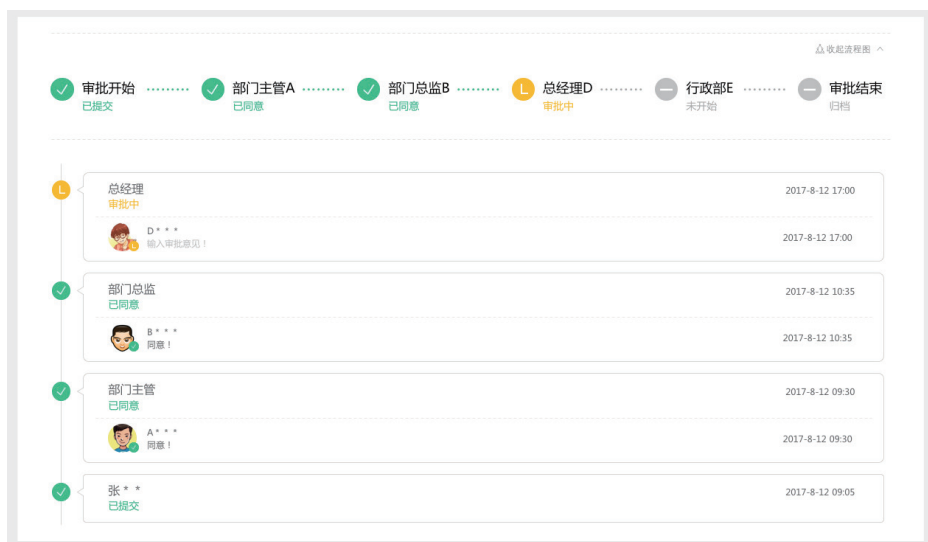 收起流程图
审批开始 部门主管A 部门总监B 总经理D 行政部E 审批结束
已提交 已同意 已同意 审批中 未开始 归档
总经理 2017-8-12 17:00
审批中
D * * *
输入审批意见！ 2017-8-12 17:00
部门总监 2017-8-12 10:35
已同意
B * * *
同意！ 2017-8-12 10:35
部门主管 2017-8-12 09:30
已同意
A * * *
同意！ 2017-8-12 09:30
张 * * 2017-8-12 09:05
已提交